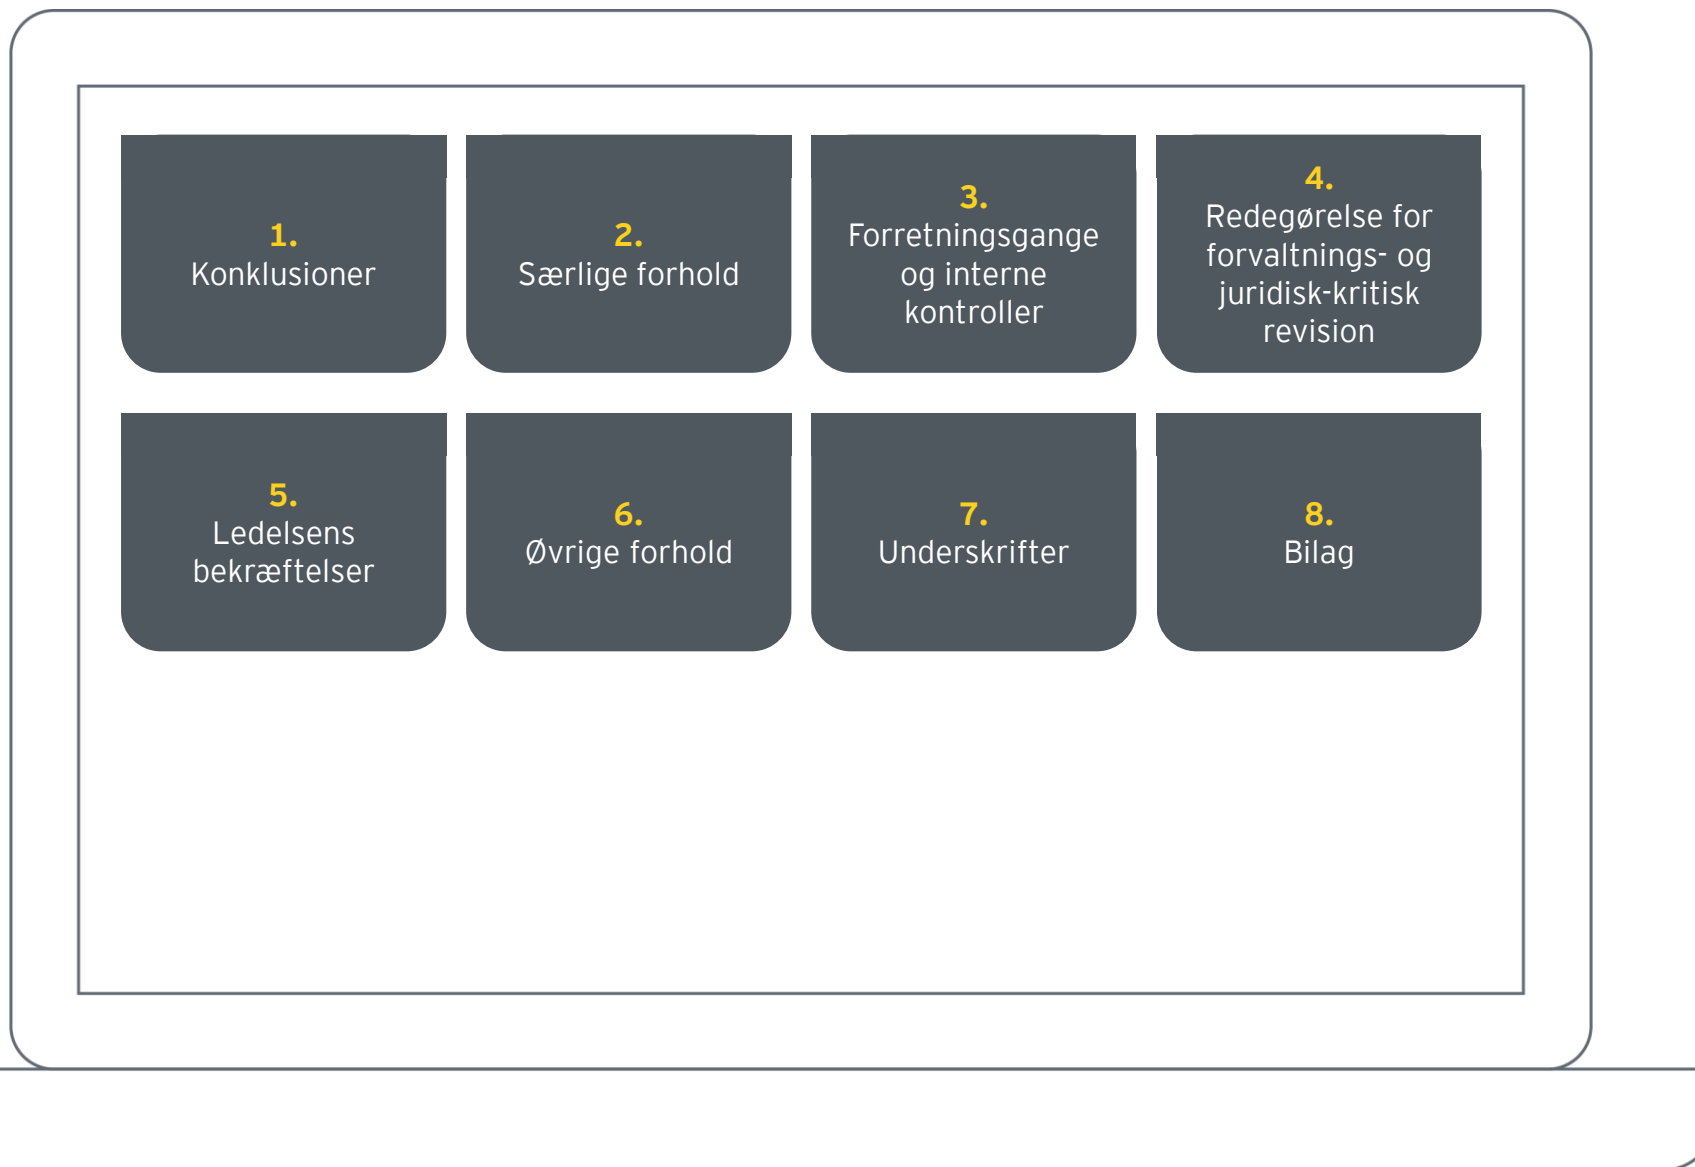 1.
Konklusioner
2.
Særlige forhold
3.
Forretningsgange
og interne
kontroller
4.
Redegørelse for
forvaltnings- og
juridisk-kritisk
revision
5.
Ledelsens
bekræftelser
6.
Øvrige forhold
7.
Underskrifter
8.
Bilag